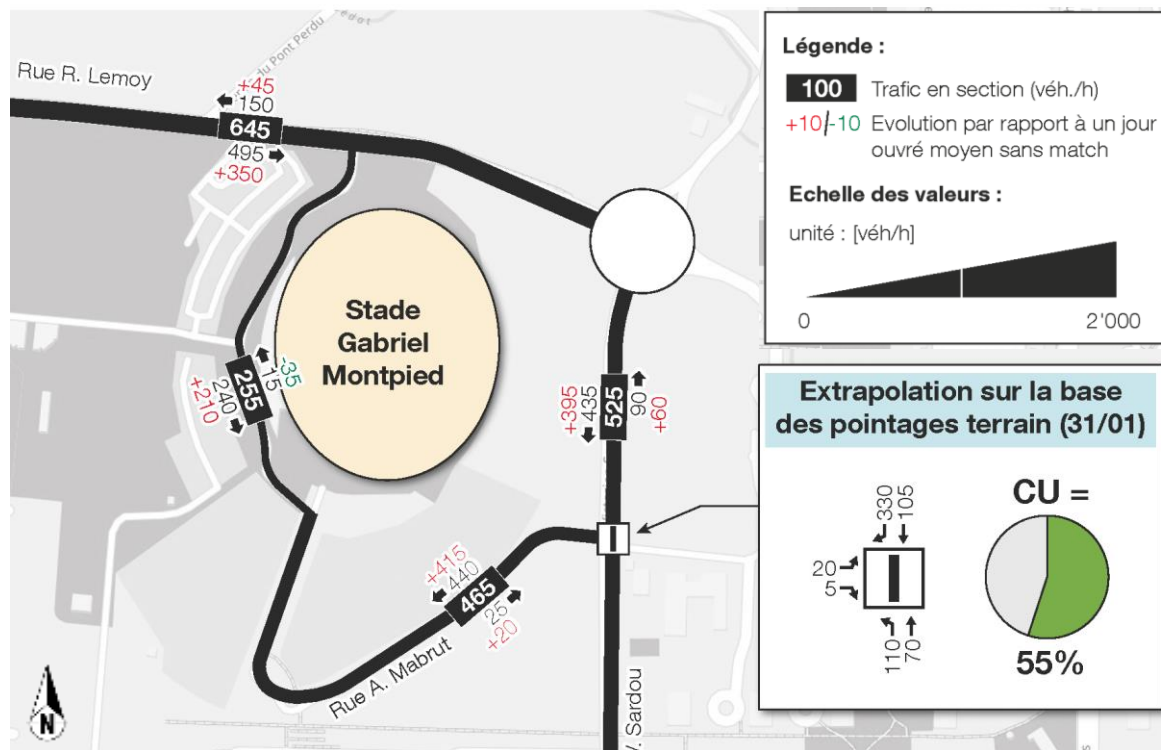 Rue R. Lemoy
du Pont Perdu
+45
150
645
495
+350
Stade
Gabriel
Montpied
-35
15
255
240
+210
+395
435
525
90
+60
+415
440
465
25
+20
Rue A. Mabrut
V. Sardou
N
Légende :
100 Trafic en section (véh./h)
+10/-10 Evolution par rapport à un jour
ouvré moyen sans match
Echelle des valeurs :
unité : [véh/h]
0 2'000
Extrapolation sur la base
des pointages terrain (31/01)
330
105
20
5
110
70
CU =
55%